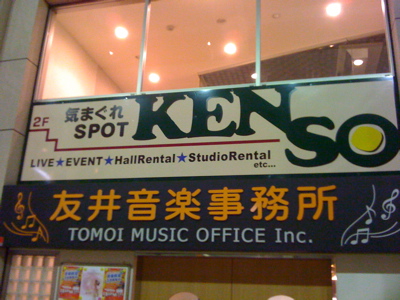 2F 気まぐれ
SPOT
KENSO
LIVE★EVENT★HallRental★StudioRental
etc...
友井音楽事務所
TOMOI MUSIC OFFICE Inc.